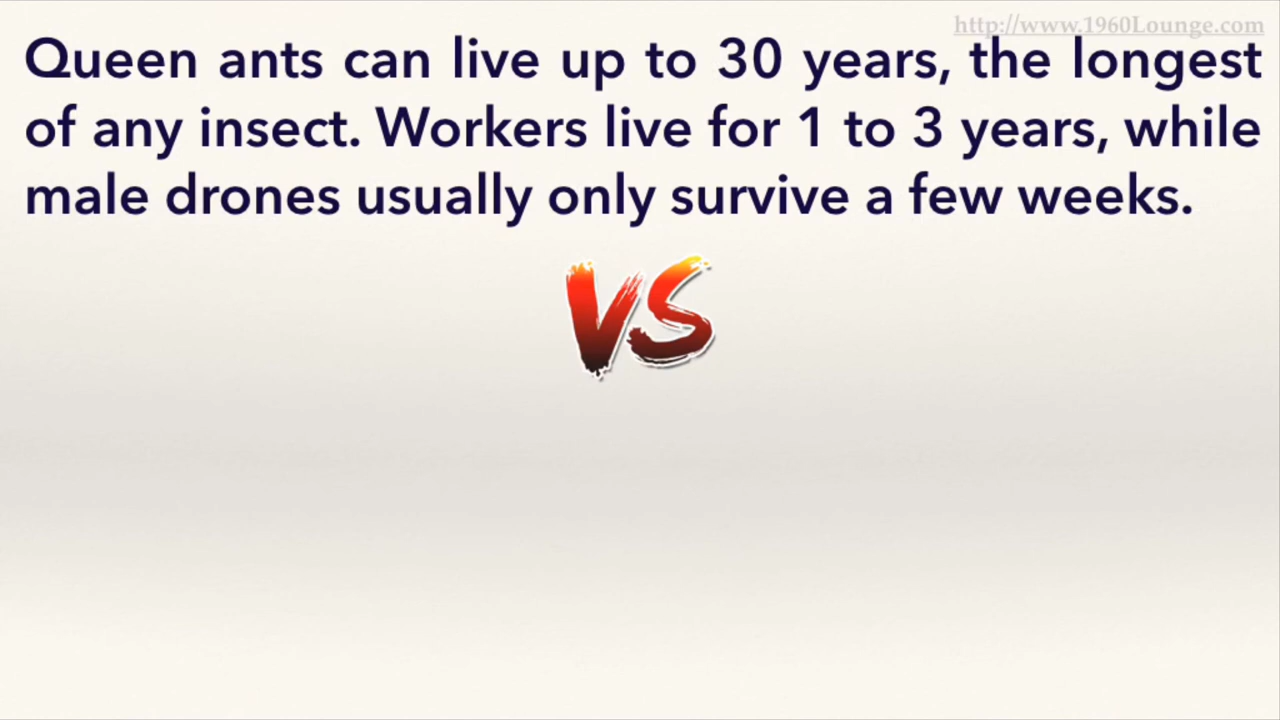 http://www.1960Lounge.com
Queen ants can live up to 30 years, the longest
of any insect. Workers live for 1 to 3 years, while
male drones usually only survive a few weeks.
VS